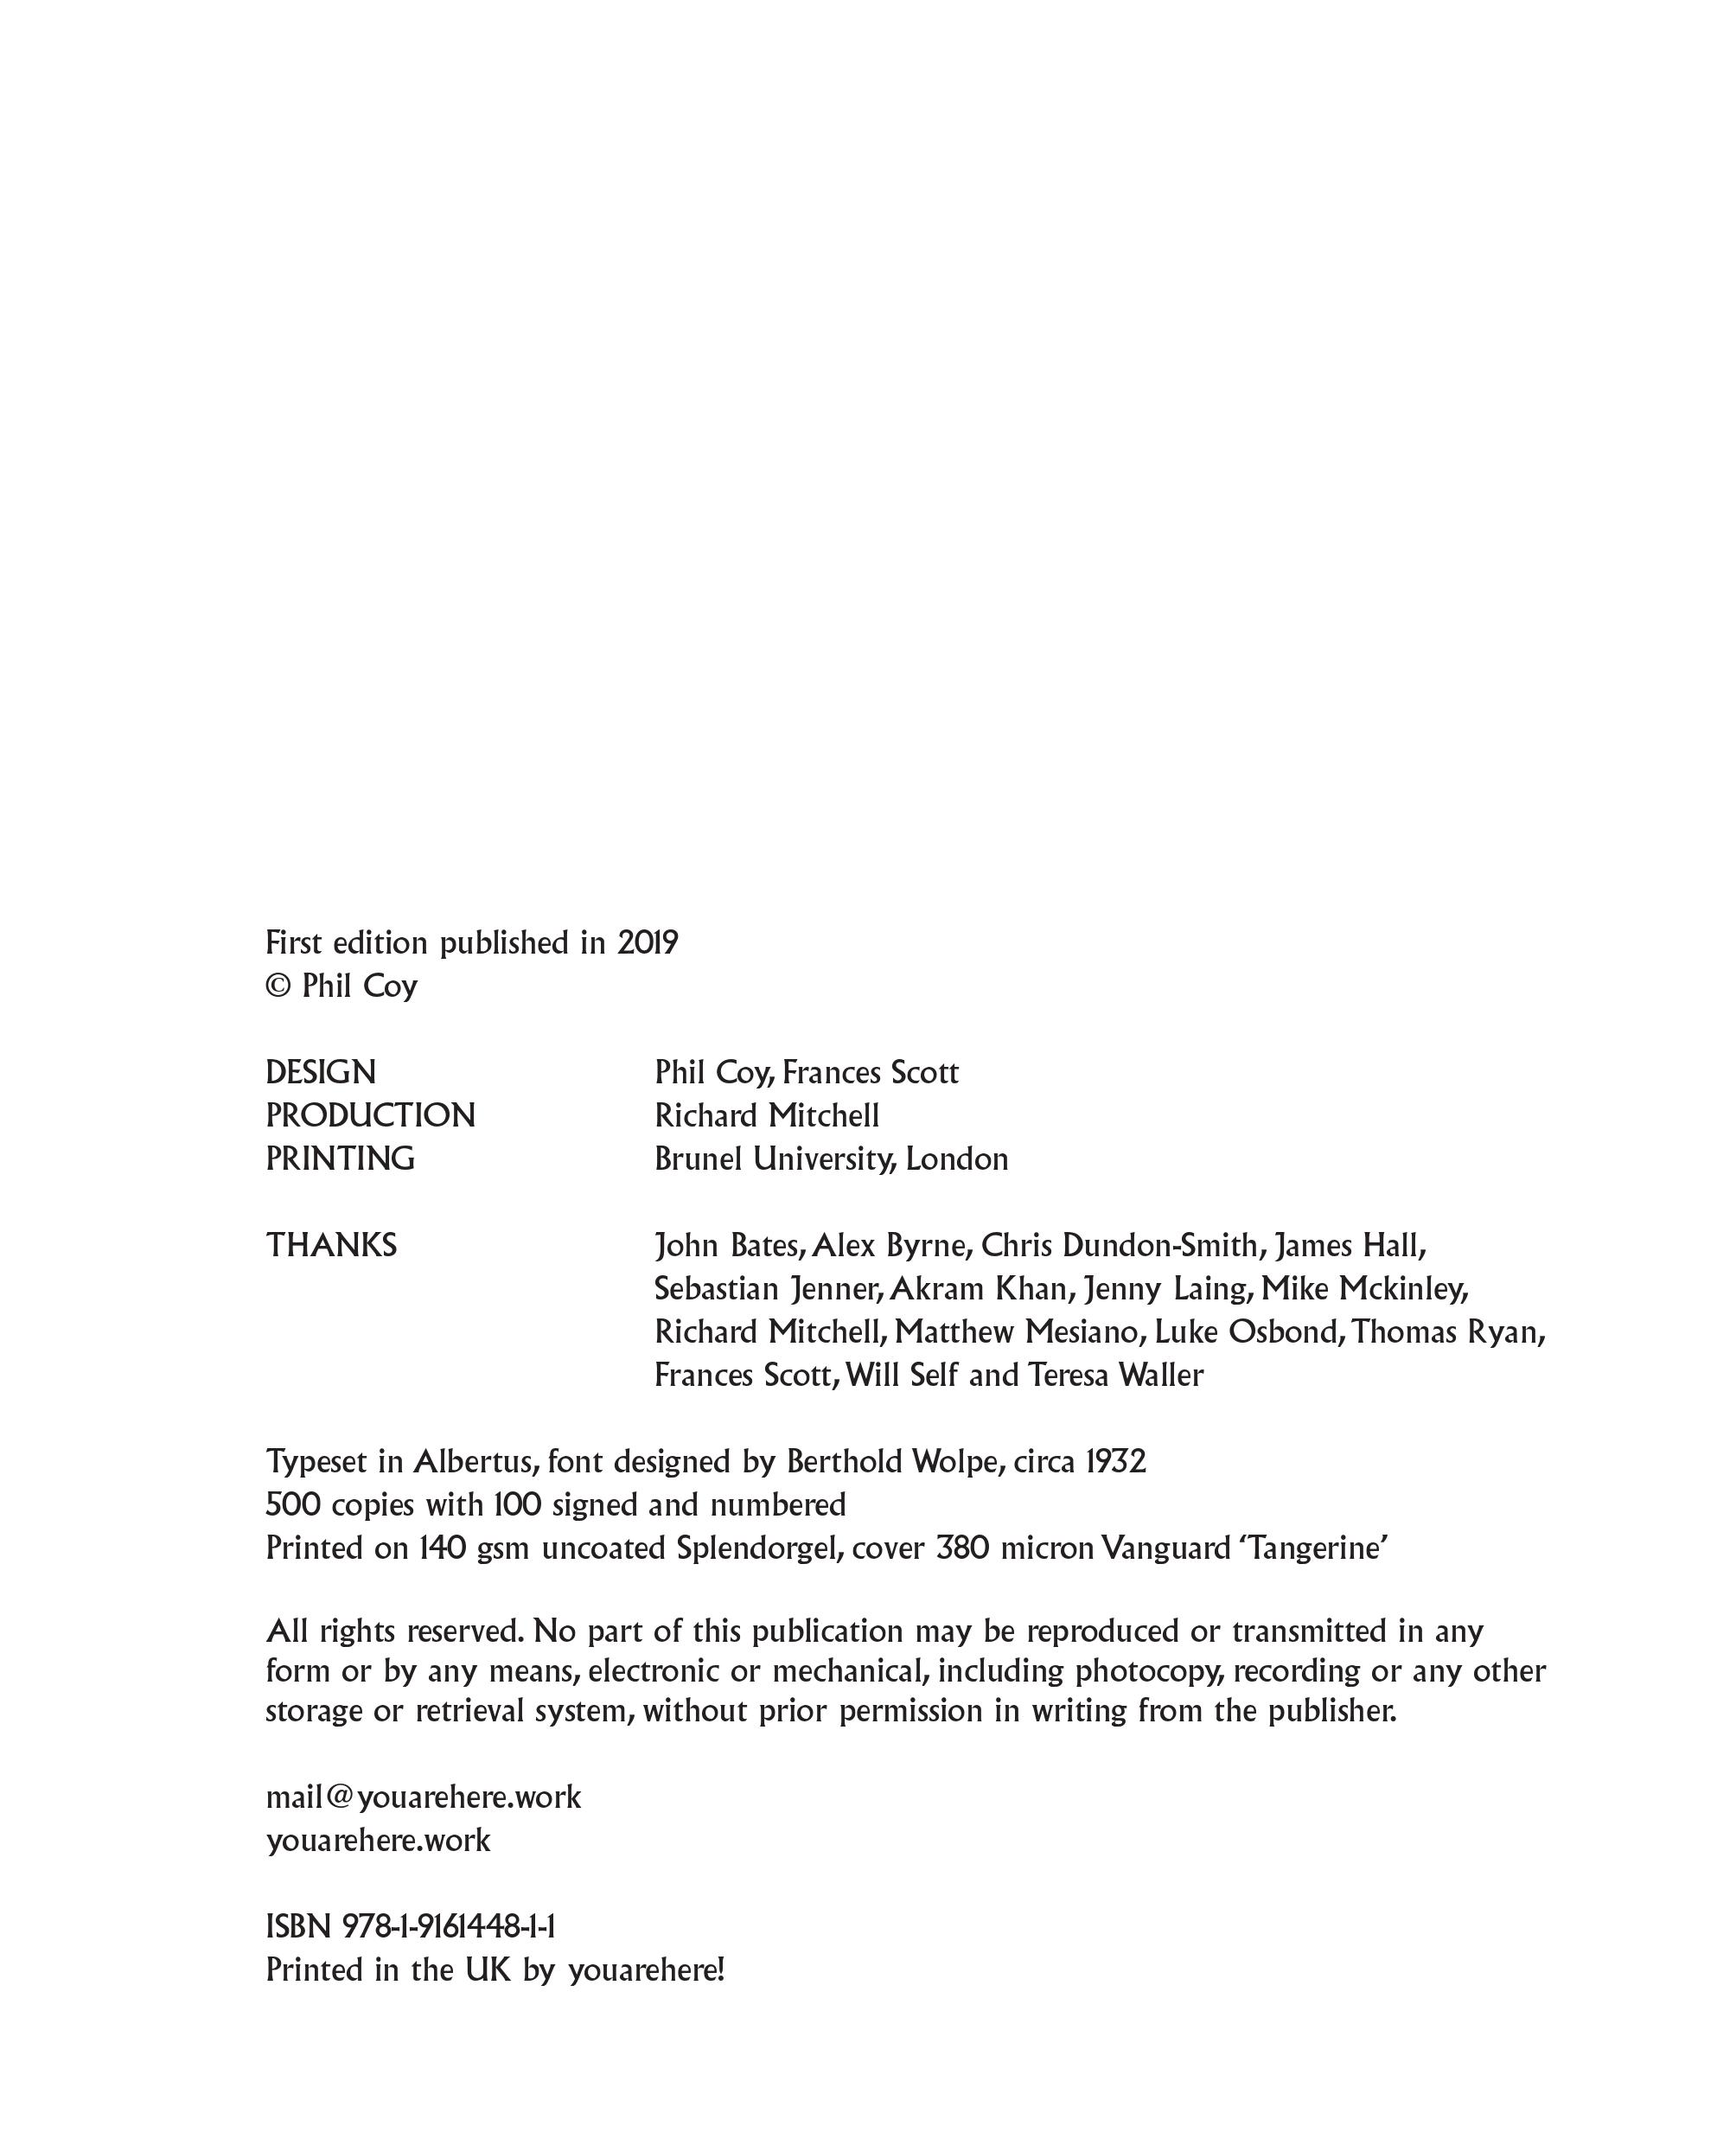 First edition published in 2019
© Phil Coy
DESIGN Phil Coy, Frances Scott
PRODUCTION Richard Mitchell
PRINTING Brunel University, London
THANKS John Bates, Alex Byrne, Chris Dundon-Smith, James Hall,
Sebastian Jenner, Akram Khan, Jenny Laing, Mike Mckinley,
Richard Mitchell, Matthew Mesiano, Luke Osbond, Thomas Ryan,
Frances Scott, Will Self and Teresa Waller
Typeset in Albertus, font designed by Berthold Wolpe, circa 1932
500 copies with 100 signed and numbered
Printed on 140 gsm uncoated Splendorgel, cover 380 micron Vanguard ‘Tangerine’
All rights reserved. No part of this publication may be reproduced or transmitted in any
form or by any means, electronic or mechanical, including photocopy, recording or any other
storage or retrieval system, without prior permission in writing from the publisher.
mail@youarehere.work
youarehere.work
ISBN 978-1-9161448-1-1
Printed in the UK by youarehere!